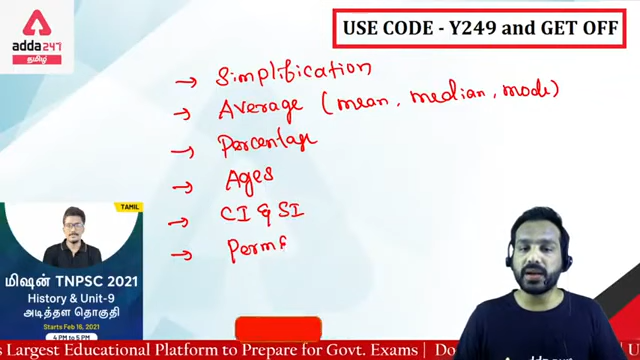 USE CODE - Y249 and GET OFF
adda247
தமிழ்
→ Simplification
→ Average (mean, median, mode)
→ Percentage
→ Ages
→ CI & SI
→ Perm
TAMIL
மிஷன் TNPSC 2021
History & Unit-9
அடித்தள தொகுதி
Starts Feb 16, 2021
4 PM to 5 PM
s Largest Educational Platform to Prepare for Govt. Exams | Do